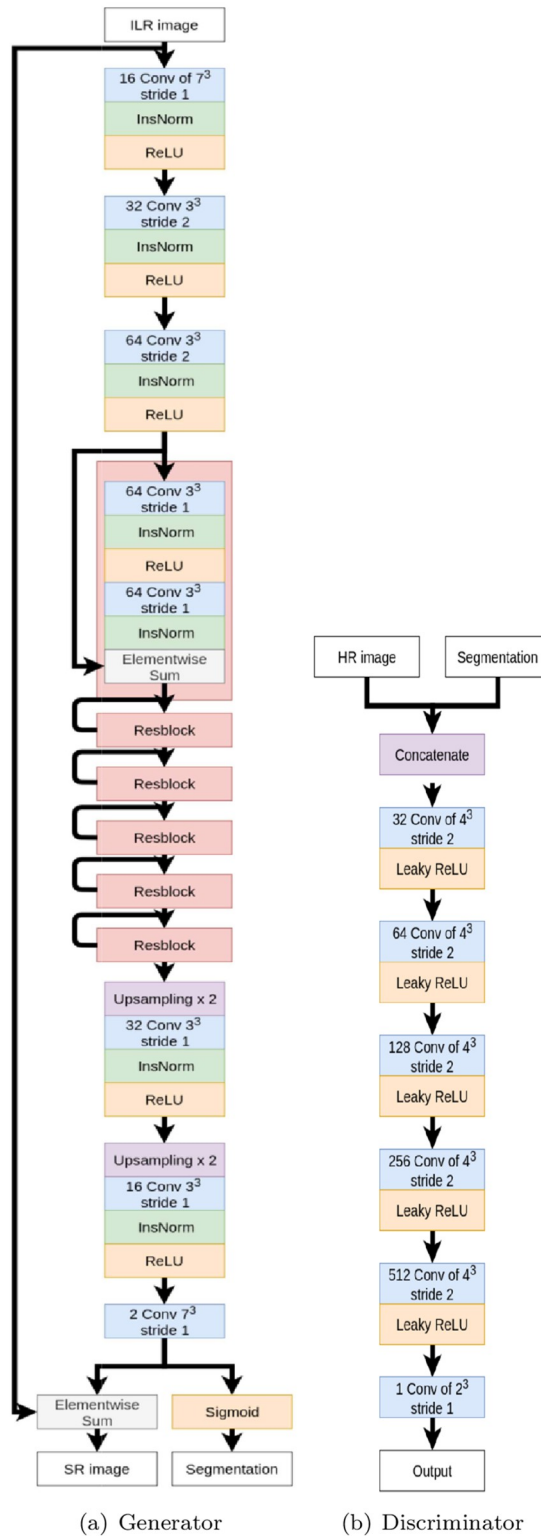 ILR image
16 Conv of 7³
stride 1
InsNorm
ReLU
32 Conv 3³
stride 2
InsNorm
ReLU
64 Conv 3³
stride 2
InsNorm
ReLU
64 Conv 3³
stride 1
InsNorm
ReLU
64 Conv 3³
stride 1
InsNorm
Elementwise
Sum
Resblock
Resblock
Resblock
Resblock
Resblock
Upsampling x 2
32 Conv 3³
stride 1
InsNorm
ReLU
Upsampling x 2
16 Conv 3³
stride 1
InsNorm
ReLU
2 Conv 7³
stride 1
Elementwise
Sum
Sigmoid
SR image
Segmentation
(a) Generator
HR image
Segmentation
Concatenate
32 Conv of 4³
stride 2
Leaky ReLU
64 Conv of 4³
stride 2
Leaky ReLU
128 Conv of 4³
stride 2
Leaky ReLU
256 Conv of 4³
stride 2
Leaky ReLU
512 Conv of 4³
stride 2
Leaky ReLU
1 Conv of 2³
stride 1
Output
(b) Discriminator